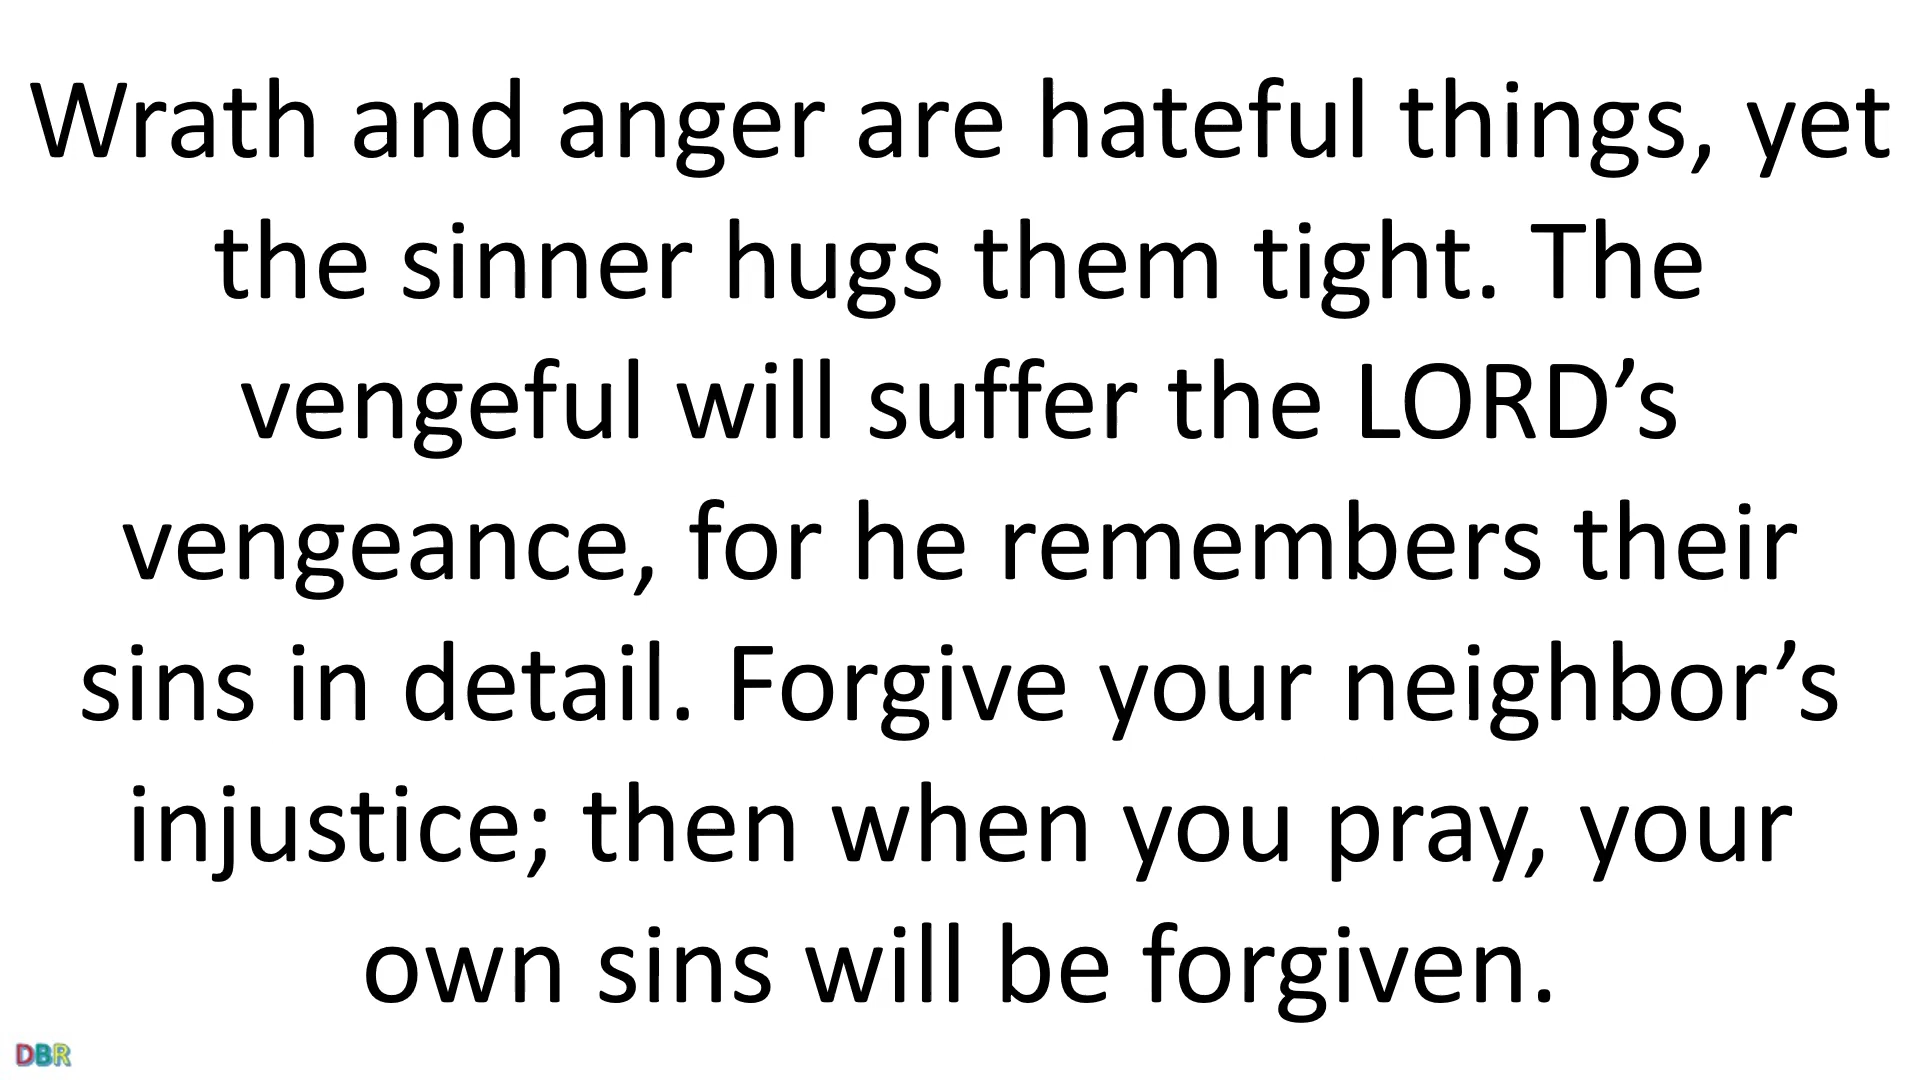 Wrath and anger are hateful things, yet
the sinner hugs them tight. The
vengeful will suffer the LORD’s
vengeance, for he remembers their
sins in detail. Forgive your neighbor’s
injustice; then when you pray, your
own sins will be forgiven.
DBR